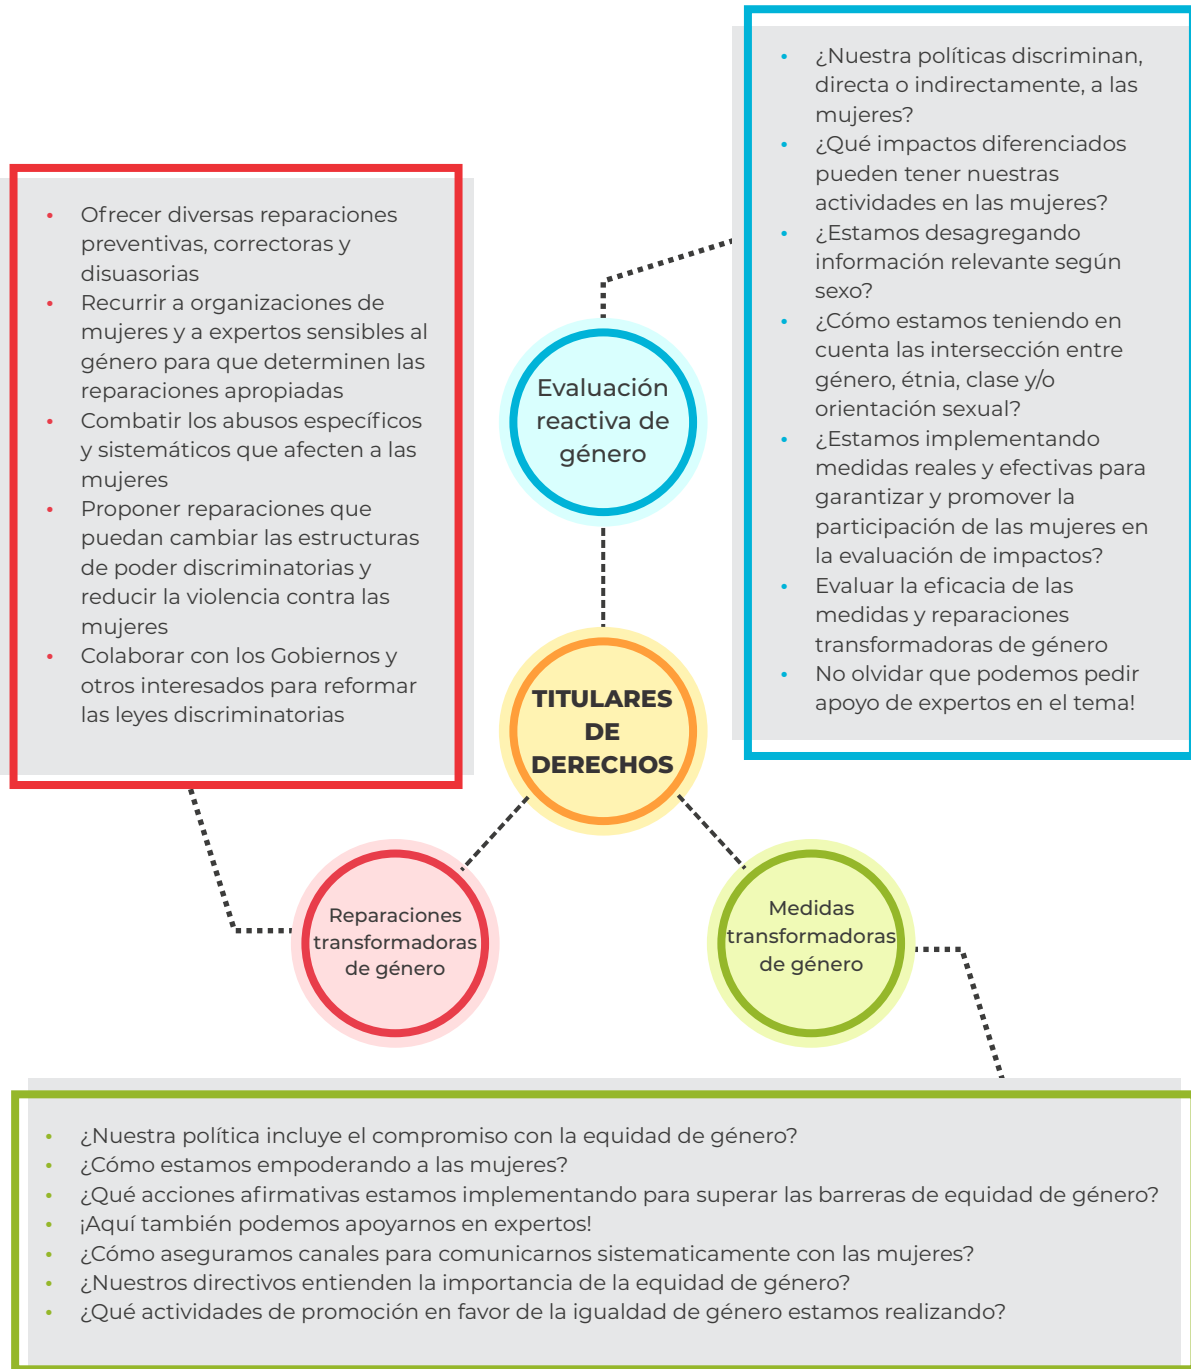 • ¿Nuestra políticas discriminan,
directa o indirectamente, a las
mujeres?
• ¿Qué impactos diferenciados
pueden tener nuestras
actividades en las mujeres?
• ¿Estamos desagregando
información relevante según
sexo?
• ¿Cómo estamos teniendo en
cuenta las intersección entre
género, étnia, clase y/o
orientación sexual?
• ¿Estamos implementando
medidas reales y efectivas para
garantizar y promover la
participación de las mujeres en
la evaluación de impactos?
• Evaluar la eficacia de las
medidas y reparaciones
transformadoras de género
• No olvidar que podemos pedir
apoyo de expertos en el tema!
• Ofrecer diversas reparaciones
preventivas, correctoras y
disuasorias
• Recurrir a organizaciones de
mujeres y a expertos sensibles al
género para que determinen las
reparaciones apropiadas
• Combatir los abusos específicos
y sistemáticos que afecten a las
mujeres
• Proponer reparaciones que
puedan cambiar las estructuras
de poder discriminatorias y
reducir la violencia contra las
mujeres
• Colaborar con los Gobiernos y
otros interesados para reformar
las leyes discriminatorias
Evaluación
reactiva de
género
TITULARES
DE
DERECHOS
Reparaciones
transformadoras
de género
Medidas
transformadoras
de género
• ¿Nuestra política incluye el compromiso con la equidad de género?
• ¿Cómo estamos empoderando a las mujeres?
• ¿Qué acciones afirmativas estamos implementando para superar las barreras de equidad de género?
• ¡Aquí también podemos apoyarnos en expertos!
• ¿Cómo aseguramos canales para comunicarnos sistematicamente con las mujeres?
• ¿Nuestros directivos entienden la importancia de la equidad de género?
• ¿Qué actividades de promoción en favor de la igualdad de género estamos realizando?